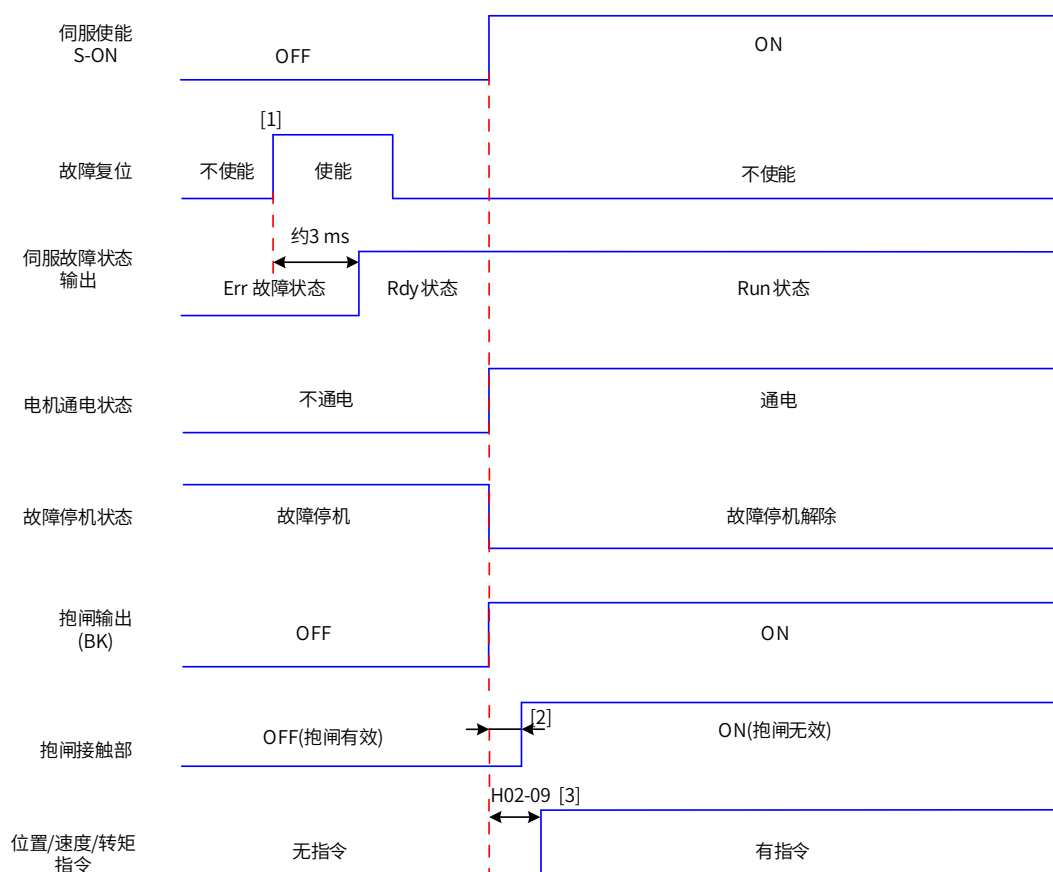 伺服使能
S-ON
OFF
ON
[1]
故障复位
不使能
使能
不使能
约3 ms
伺服故障状态
输出
Err 故障状态
Rdy状态
Run状态
电机通电状态
不通电
通电
故障停机状态
故障停机
故障停机解除
抱闸输出
(BK)
OFF
ON
[2]
抱闸接触部
OFF(抱闸有效)
ON(抱闸无效)
H02-09 [3]
位置/速度/转矩
指令
无指令
有指令